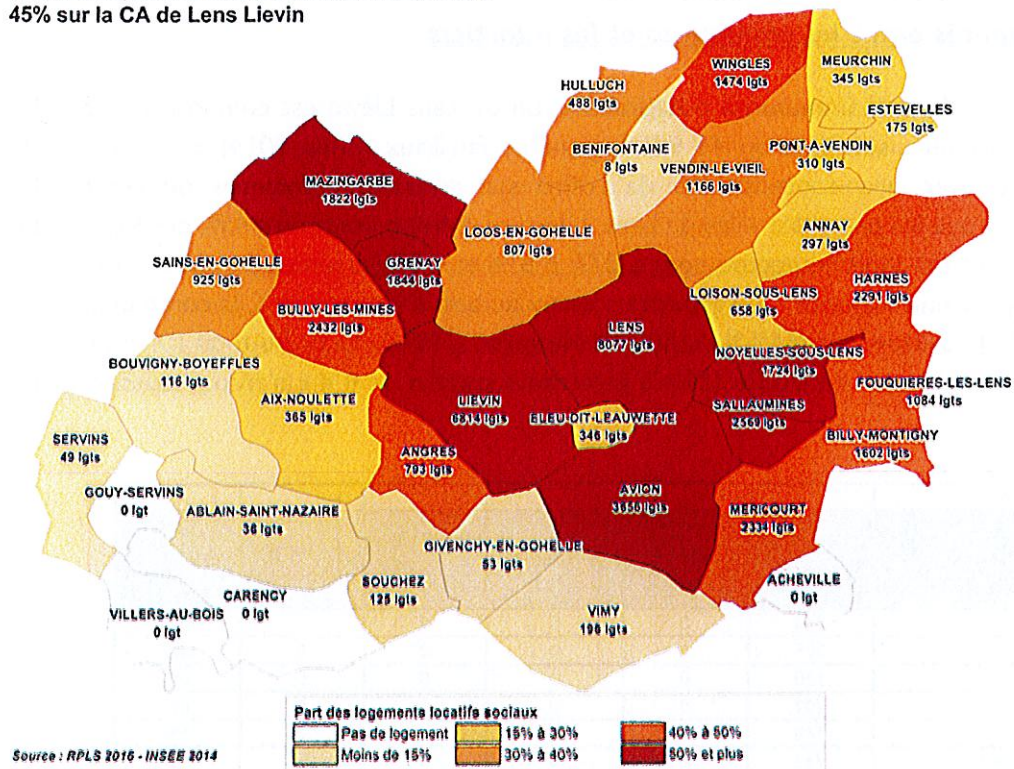 45% sur la CA de Lens Lievin
WINGLES
1474 lgts
MEURCHIN
345 lgts
HULLUCH
488 lgts
ESTEVELLES
175 lgts
BENIFONTAINE
8 lgts
VENDIN-LE-VIEIL
1166 lgts
PONT-A-VENDIN
310 lgts
MAZINGARBE
1822 lgts
LOOS-EN-GOHELLE
807 lgts
ANNAY
297 lgts
SAINS-EN-GOHELLE
925 lgts
GRENAY
1844 lgts
HARNES
2291 lgts
LOISON-SOUS-LENS
658 lgts
BULLY-LES-MINES
2432 lgts
LENS
8077 lgts
NOYELLES-SOUS-LENS
1724 lgts
BOUVIGNY-BOYEFFLES
116 lgts
FOUQUIERES-LES-LENS
1084 lgts
AIX-NOULETTE
365 lgts
LIEVIN
6814 lgts
ELEU-DIT-LEAUWETTE
346 lgts
SALLAUMINES
2569 lgts
SERVINS
49 lgts
BILLY-MONTIGNY
1602 lgts
ANGRES
793 lgts
GOUY-SERVINS
0 lgt
ABLAIN-SAINT-NAZAIRE
lgts
AVION
lgts
MERICOURT
2334 lgts
GIVENCHY-EN-GOHELLE
53 lgts
SOUCHEZ
125 lgts
ACHEVILLE
0 lgt
CARENCY
0 lgt
VILLERS-AU-BOIS
0 lgt
VIMY
lgts
Part des logements locatifs sociaux
Pas de logement
15% à 30%
40% à 50%
Moins de 15%
30% à 40%
50% et plus
Source : RPLS 2016 - INSEE 2014